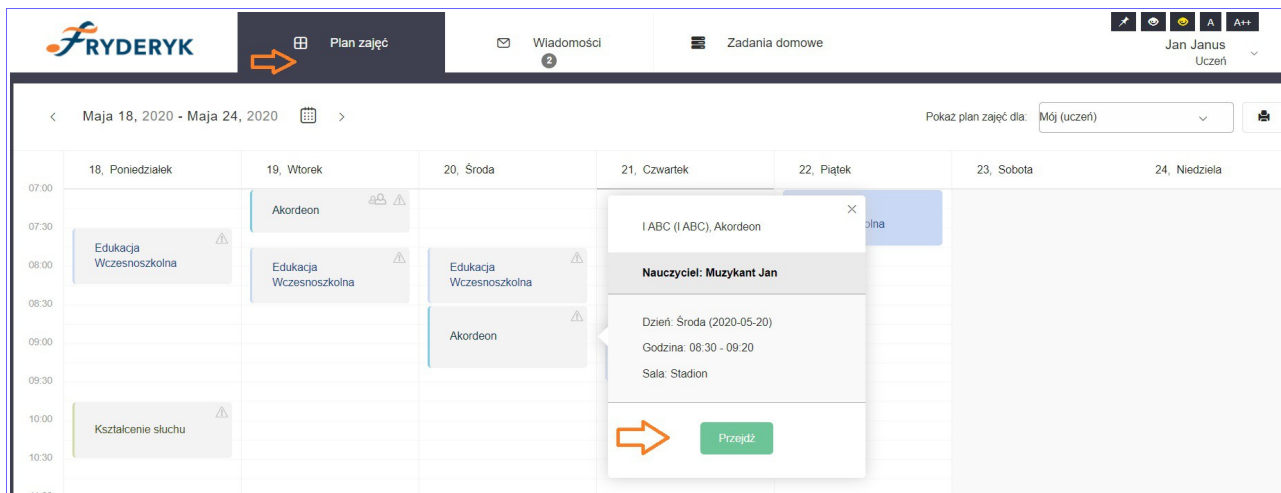 FRYDERYK
Plan zajęć
Wiadomości
2
Zadania domowe
A A++
Jan Janus
Uczeń
Maja 18, 2020 - Maja 24, 2020
Pokaż plan zajęć dla: Mój (uczeń)
18, Poniedziałek 19, Wtorek 20, Środa 21, Czwartek 22, Piątek 23, Sobota 24, Niedziela
07:00
Akordeon
07:30
Edukacja
Wczesnoszkolna
08:00
Edukacja
Wczesnoszkolna
Edukacja
Wczesnoszkolna
08:30
Akordeon
09:00
09:30
10:00
Kształcenie słuchu
10:30
I ABC (I ABC), Akordeon
Nauczyciel: Muzykant Jan
Dzień: Środa (2020-05-20)
Godzina: 08:30 - 09:20
Sala: Stadion
Przejdź